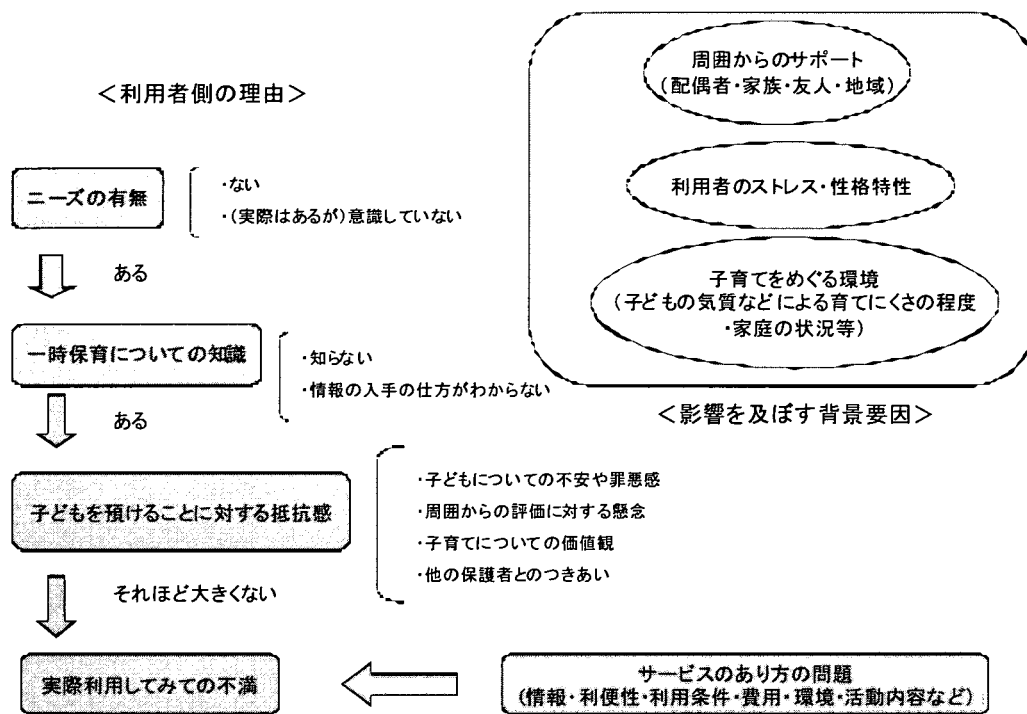 ＜利用者側の理由＞
ニーズの有無
・ない
・(実際はあるが)意識していない
ある
一時保育についての知識
・知らない
・情報の入手の仕方がわからない
ある
子どもを預けることに対する抵抗感
・子どもについての不安や罪悪感
・周囲からの評価に対する懸念
・子育てについての価値観
・他の保護者とのつきあい
それほど大きくない
実際利用してみての不満
サービスのあり方の問題
(情報・利便性・利用条件・費用・環境・活動内容など)
周囲からのサポート
(配偶者・家族・友人・地域)
利用者のストレス・性格特性
子育てをめぐる環境
(子どもの気質などによる育てにくさの程度
・家庭の状況等)
＜影響を及ぼす背景要因＞